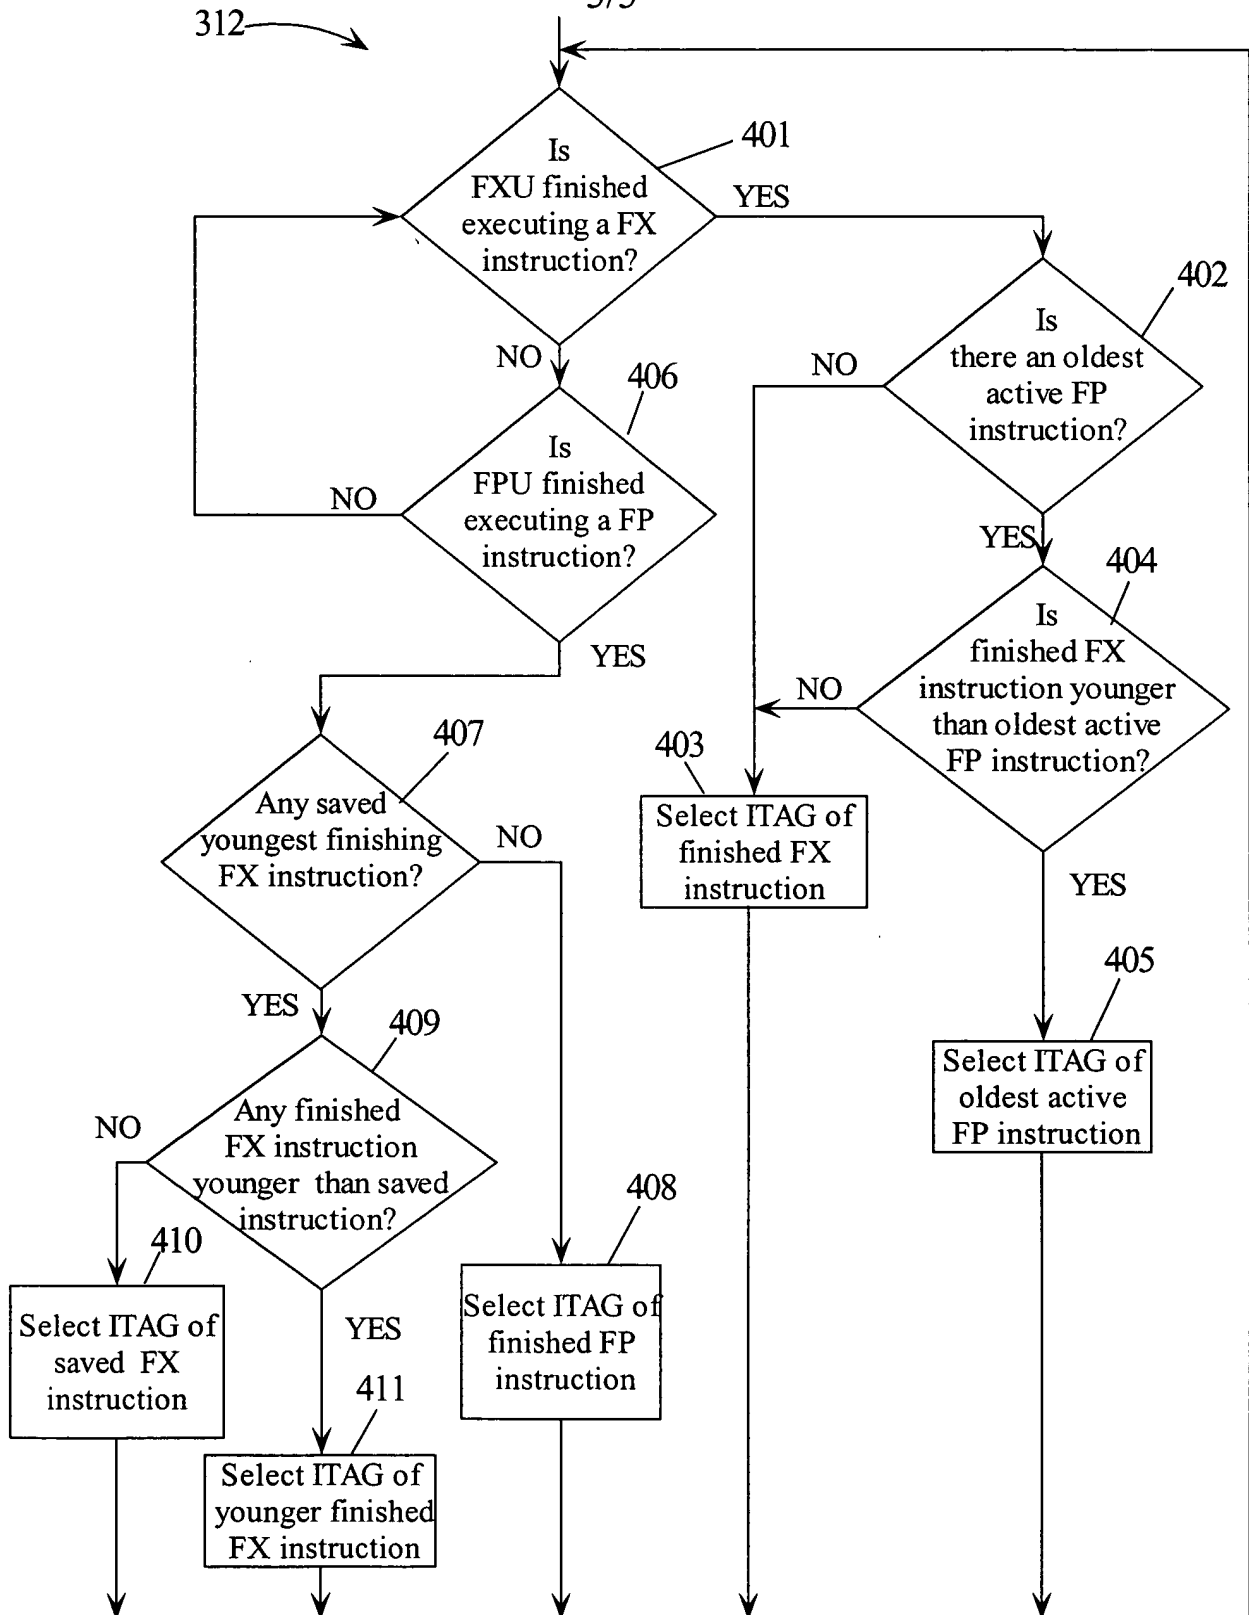 312
401
Is
FXU finished
executing a FX
instruction?
YES
NO
402
Is
there an oldest
active FP
instruction?
NO
YES
406
Is
FPU finished
executing a FP
instruction?
NO
YES
404
Is
finished FX
instruction younger
than oldest active
FP instruction?
NO
YES
403
Select ITAG of
finished FX
instruction
407
Any saved
youngest finishing
FX instruction?
NO
YES
405
Select ITAG of
oldest active
FP instruction
409
Any finished
FX instruction
younger than saved
instruction?
NO
YES
408
Select ITAG of
finished FP
instruction
410
Select ITAG of
saved FX
instruction
411
Select ITAG of
younger finished
FX instruction